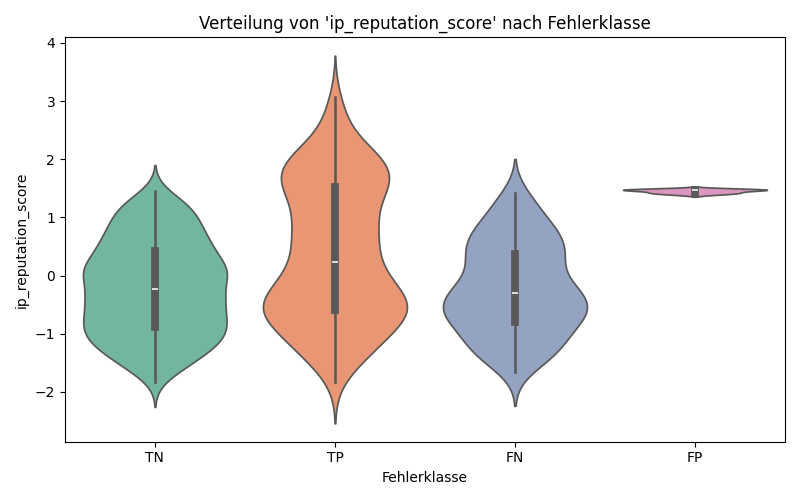 Verteilung von 'ip_reputation_score' nach Fehlerklasse
ip_reputation_score
4
3
2
1
0
−1
−2
TN
TP
FN
FP
Fehlerklasse